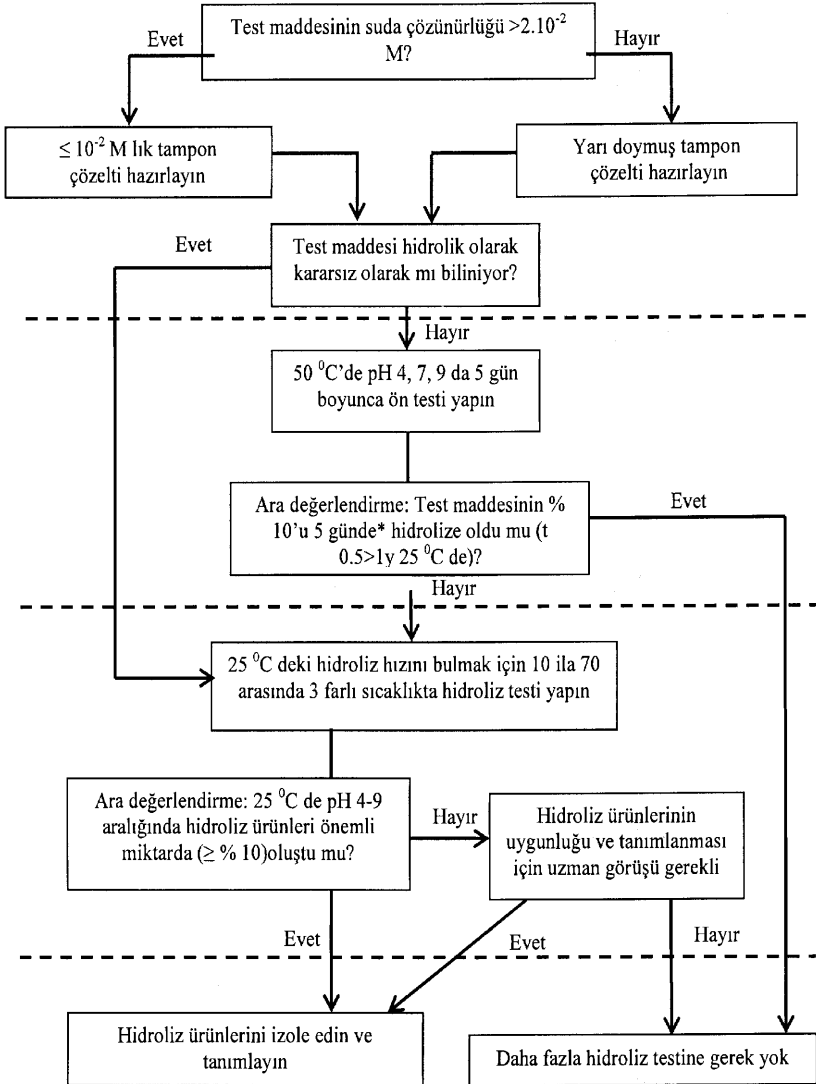 Evet
Test maddesinin suda çözünürlüğü >2.10⁻²
M?
Hayır
≤ 10⁻² M lık tampon
çözelti hazırlayın
Yarı doymuş tampon
çözelti hazırlayın
Evet
Test maddesi hidrolik olarak
kararsız olarak mı biliniyor?
Hayır
50 ⁰C'de pH 4, 7, 9 da 5 gün
boyunca ön testi yapın
Ara değerlendirme: Test maddesinin %
10'u 5 günde* hidrolize oldu mu (t
0.5>1y 25 ⁰C de)?
Evet
Hayır
25 ⁰C deki hidroliz hızını bulmak için 10 ila 70
arasında 3 farlı sıcaklıkta hidroliz testi yapın
Ara değerlendirme: 25 ⁰C de pH 4-9
aralığında hidroliz ürünleri önemli
miktarda (≥ % 10)oluştu mu?
Hayır
Hidroliz ürünlerinin
uygunluğu ve tanımlanması
için uzman görüşü gerekli
Evet
Evet
Hayır
Hidroliz ürünlerini izole edin ve
tanımlayın
Daha fazla hidroliz testine gerek yok